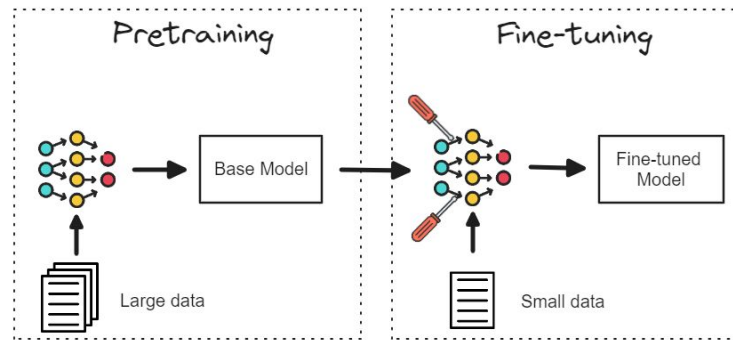 Pretraining
Fine-tuning
Base Model
Fine-tuned
Model
Large data
Small data